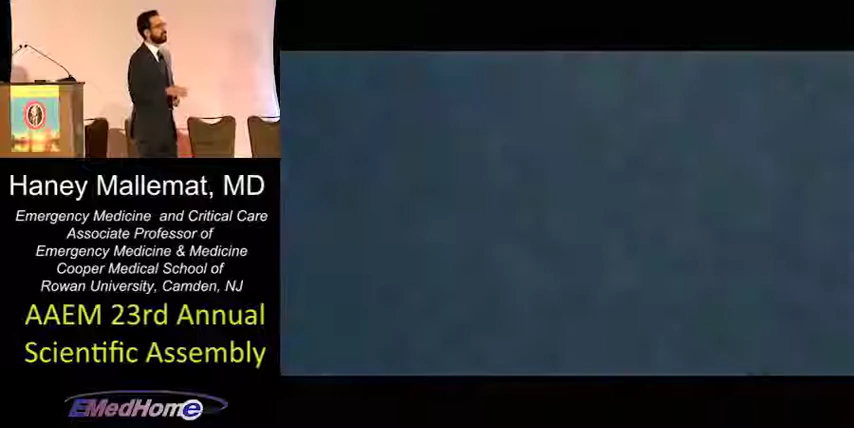 Haney Mallemat, MD
Emergency Medicine and Critical Care
Associate Professor of
Emergency Medicine & Medicine
Cooper Medical School of
Rowan University, Camden, NJ
AAEM 23rd Annual
Scientific Assembly
EMedHome